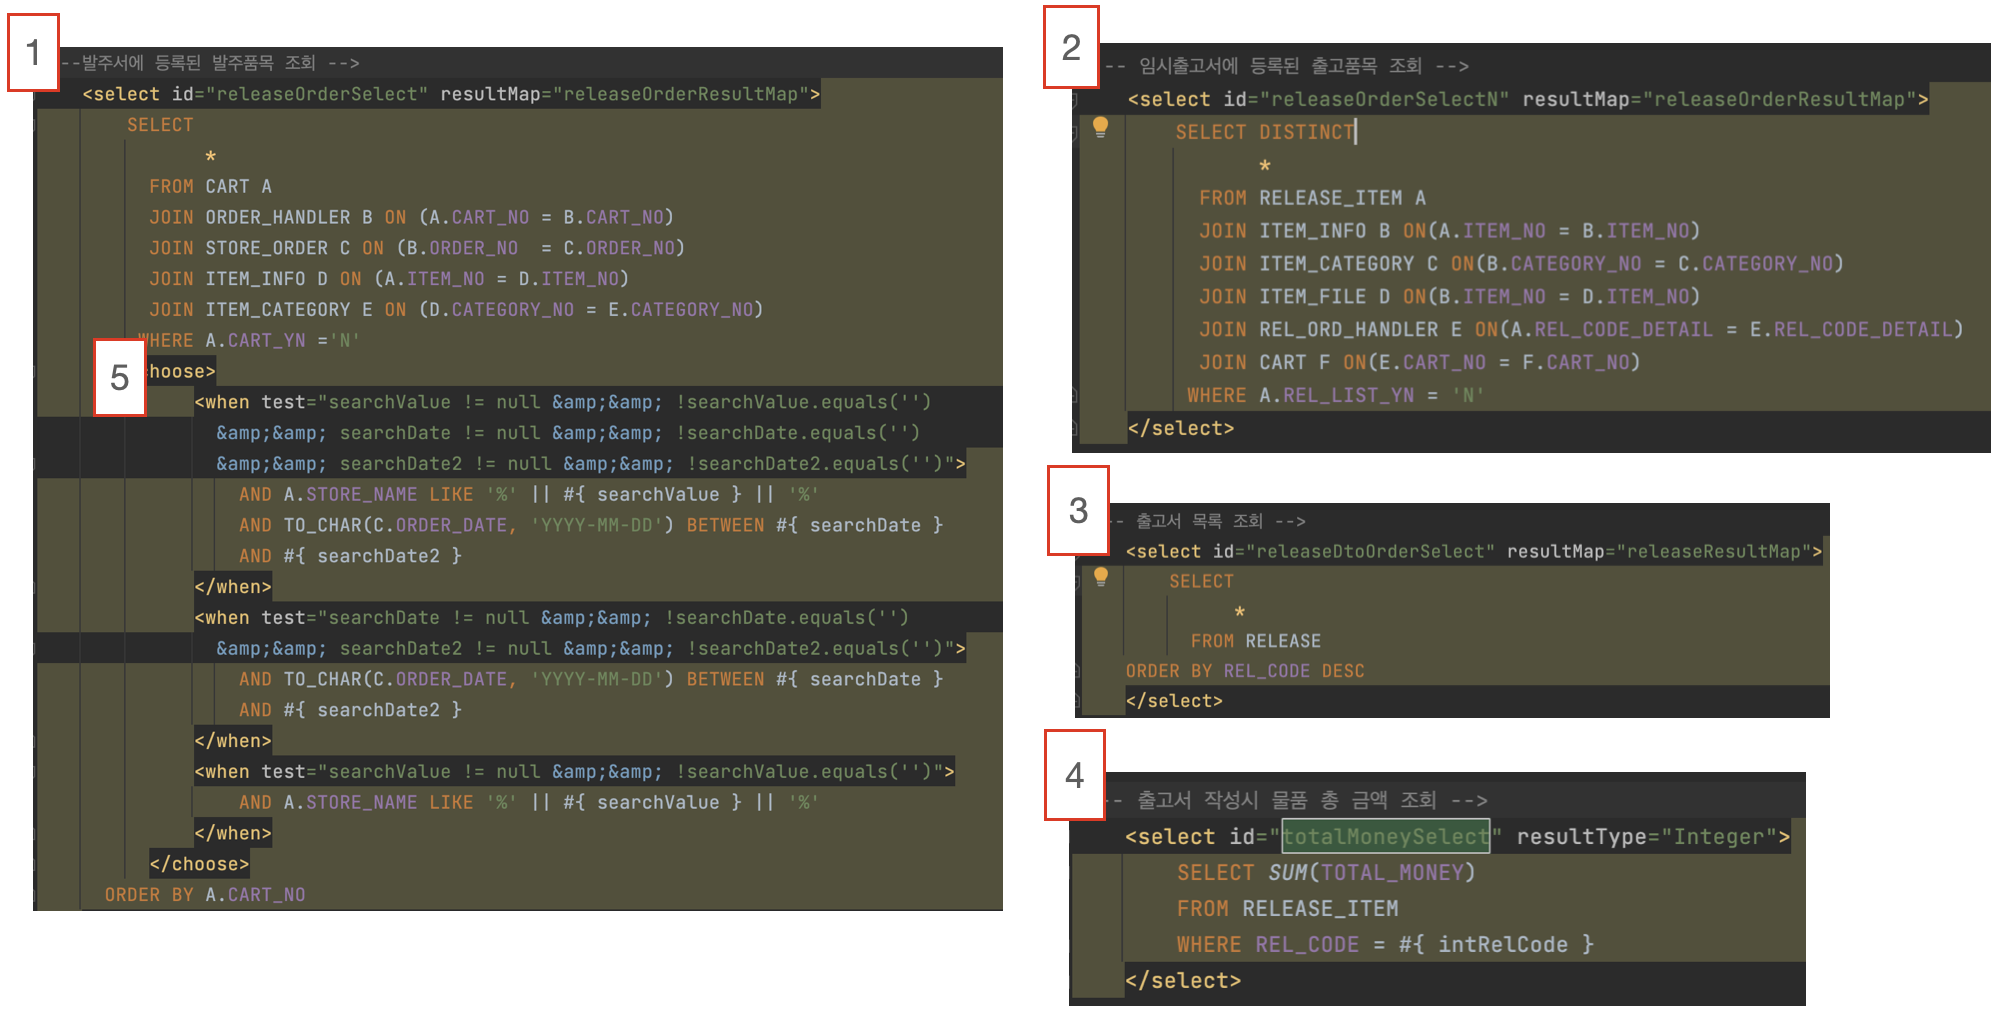 1
--발주서에 등록된 발주품목 조회 -->
<select id="releaseOrderSelect" resultMap="releaseOrderResultMap">
SELECT
*
FROM CART A
JOIN ORDER_HANDLER B ON (A.CART_NO = B.CART_NO)
JOIN STORE_ORDER C ON (B.ORDER_NO  = C.ORDER_NO)
JOIN ITEM_INFO D ON (A.ITEM_NO = D.ITEM_NO)
JOIN ITEM_CATEGORY E ON (D.CATEGORY_NO = E.CATEGORY_NO)
WHERE A.CART_YN ='N'
5
hoose>
<when test="searchValue != null &amp;&amp; !searchValue.equals('')
&amp;&amp; searchDate != null &amp;&amp; !searchDate.equals('')
&amp;&amp; searchDate2 != null &amp;&amp; !searchDate2.equals('')">
AND A.STORE_NAME LIKE '%' || #{ searchValue } || '%'
AND TO_CHAR(C.ORDER_DATE, 'YYYY-MM-DD') BETWEEN #{ searchDate }
AND #{ searchDate2 }
</when>
<when test="searchDate != null &amp;&amp; !searchDate.equals('')
&amp;&amp; searchDate2 != null &amp;&amp; !searchDate2.equals('')">
AND TO_CHAR(C.ORDER_DATE, 'YYYY-MM-DD') BETWEEN #{ searchDate }
AND #{ searchDate2 }
</when>
<when test="searchValue != null &amp;&amp; !searchValue.equals('')">
AND A.STORE_NAME LIKE '%' || #{ searchValue } || '%'
</when>
</choose>
ORDER BY A.CART_NO
2
-- 임시출고서에 등록된 출고품목 조회 -->
<select id="releaseOrderSelectN" resultMap="releaseOrderResultMap">
SELECT DISTINCT
*
FROM RELEASE_ITEM A
JOIN ITEM_INFO B ON(A.ITEM_NO = B.ITEM_NO)
JOIN ITEM_CATEGORY C ON(B.CATEGORY_NO = C.CATEGORY_NO)
JOIN ITEM_FILE D ON(B.ITEM_NO = D.ITEM_NO)
JOIN REL_ORD_HANDLER E ON(A.REL_CODE_DETAIL = E.REL_CODE_DETAIL)
JOIN CART F ON(E.CART_NO = F.CART_NO)
WHERE A.REL_LIST_YN = 'N'
</select>
3
-- 출고서 목록 조회 -->
<select id="releaseDtoOrderSelect" resultMap="releaseResultMap">
SELECT
*
FROM RELEASE
ORDER BY REL_CODE DESC
</select>
4
-- 출고서 작성시 물품 총 금액 조회 -->
<select id="totalMoneySelect" resultType="Integer">
SELECT SUM(TOTAL_MONEY)
FROM RELEASE_ITEM
WHERE REL_CODE = #{ intRelCode }
</select>